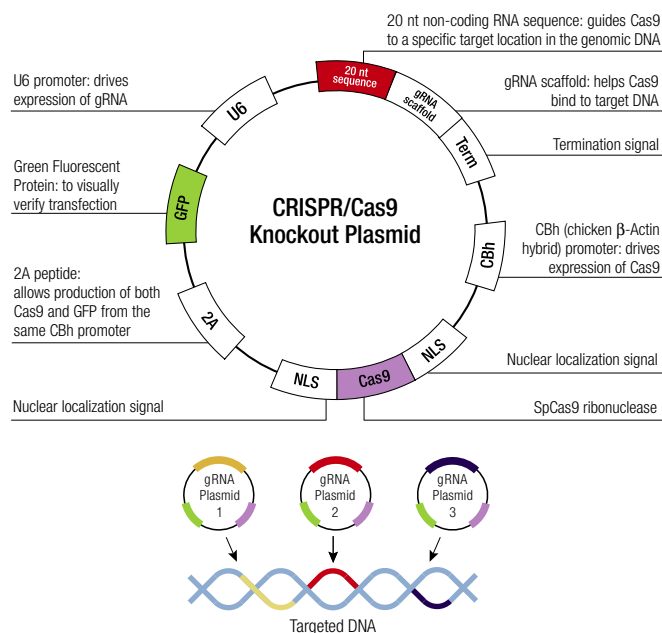 20 nt non-coding RNA sequence: guides Cas9
to a specific target location in the genomic DNA
U6 promoter: drives
expression of gRNA
gRNA scaffold: helps Cas9
bind to target DNA
Termination signal
Green Fluorescent
Protein: to visually
verify transfection
CBh (chicken β-Actin
hybrid) promoter: drives
expression of Cas9
2A peptide:
allows production of both
Cas9 and GFP from the
same CBh promoter
Nuclear localization signal
Nuclear localization signal
SpCas9 ribonuclease
20 nt
sequence
gRNA
scaffold
Term
CBh
NLS
Cas9
NLS
2A
GFP
U6
CRISPR/Cas9
Knockout Plasmid
gRNA
Plasmid
1
gRNA
Plasmid
2
gRNA
Plasmid
3
Targeted DNA